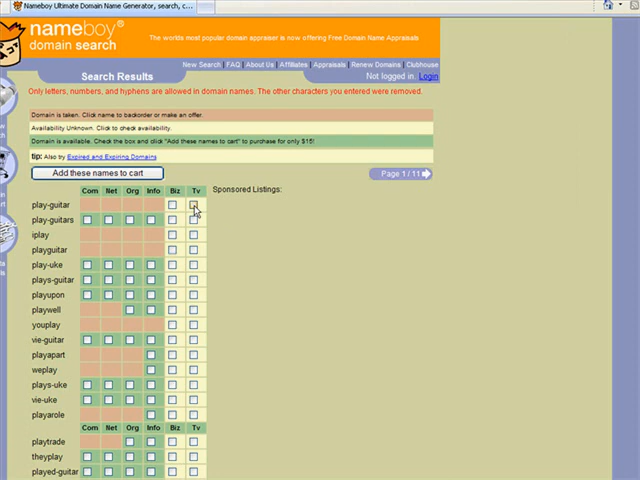 Nameboy Ultimate Domain Name Generator, search, c...
nameboy®
domain search
The worlds most popular domain appraiser is now offering Free Domain Name Appraisals
New Search | FAQ | About Us | Affiliates | Appraisals | Renew Domains | Clubhouse
Search Results
Not logged in. Login
Only letters, numbers, and hyphens are allowed in domain names. The other characters you entered were removed.
Domain is taken. Click name to backorder or make an offer.
Availability Unknown. Click to check availability.
Domain is available. Check the box and click "Add these names to cart" to purchase for only $15!
tip: Also try Expired and Expiring Domains
Add these names to cart
Page 1 / 11
Com Net Org Info Biz Tv
Sponsored Listings:
play-guitar
play-guitars
iplay
playguitar
play-uke
plays-guitar
playupon
playwell
youplay
vie-guitar
playapart
weplay
plays-uke
vie-uke
playarole
Com Net Org Info Biz Tv
playtrade
theyplay
played-guitar